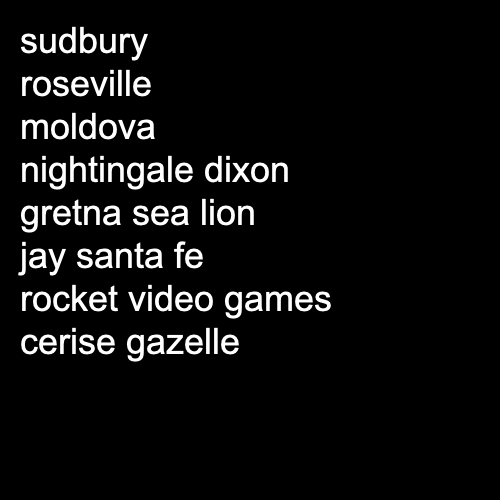 sudbury
roseville
moldova
nightingale dixon
gretna sea lion
jay santa fe
rocket video games
cerise gazelle